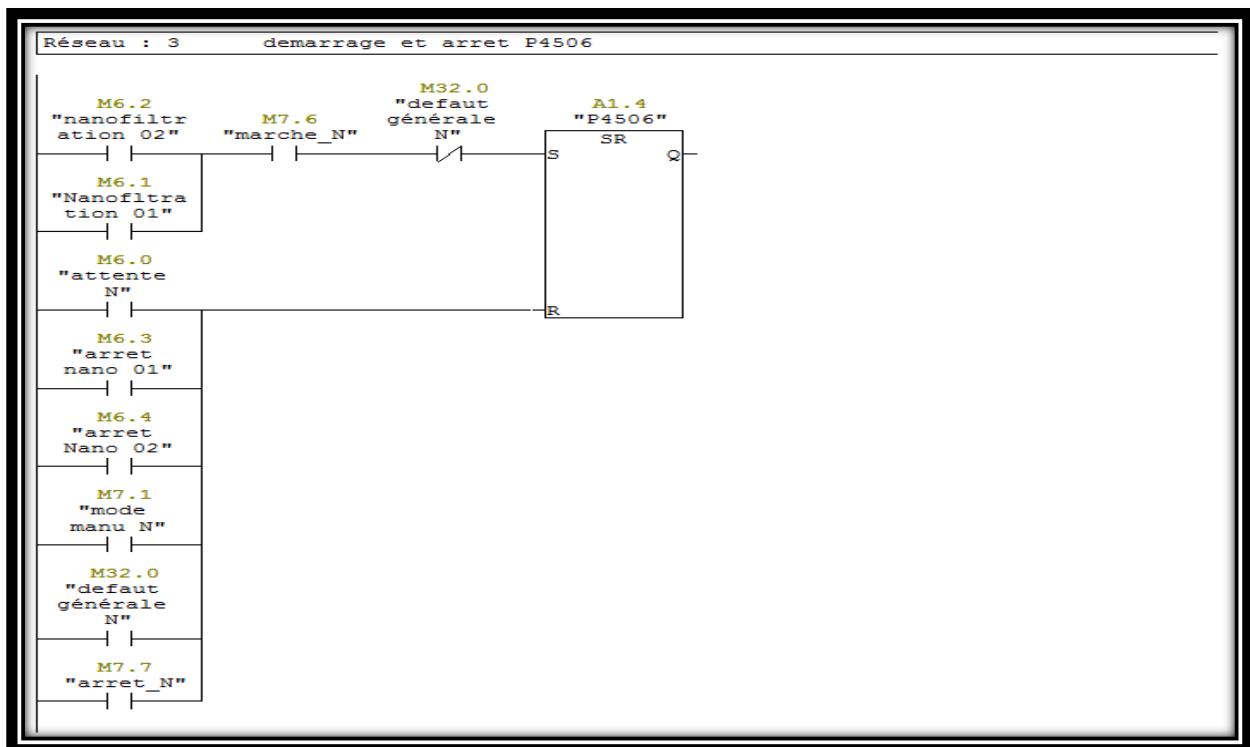 Réseau : 3 demarrage et arret P4506
M6.2
"nanofiltr
ation 02"
M7.6
"marche_N"
M32.0
"defaut
générale
N"
A1.4
"P4506"
SR
S
Q
M6.1
"Nanofltra
tion 01"
M6.0
"attente
N"
R
M6.3
"arret
nano 01"
M6.4
"arret
Nano 02"
M7.1
"mode
manu N"
M32.0
"defaut
générale
N"
M7.7
"arret_N"